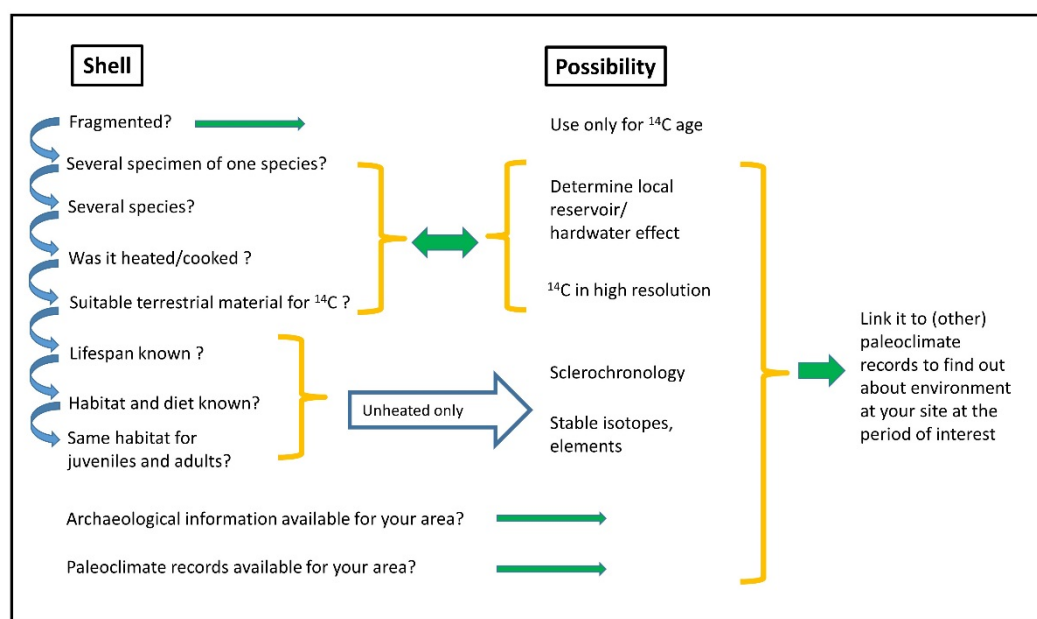 Shell
Fragmented?
Several specimen of one species?
Several species?
Was it heated/cooked ?
Suitable terrestrial material for ¹⁴C ?
Lifespan known ?
Habitat and diet known?
Same habitat for
juveniles and adults?
Archaeological information available for your area?
Paleoclimate records available for your area?
Unheated only
Possibility
Use only for ¹⁴C age
Determine local
reservoir/
hardwater effect
¹⁴C in high resolution
Sclerochronology
Stable isotopes,
elements
Link it to (other)
paleoclimate
records to find out
about environment
at your site at the
period of interest